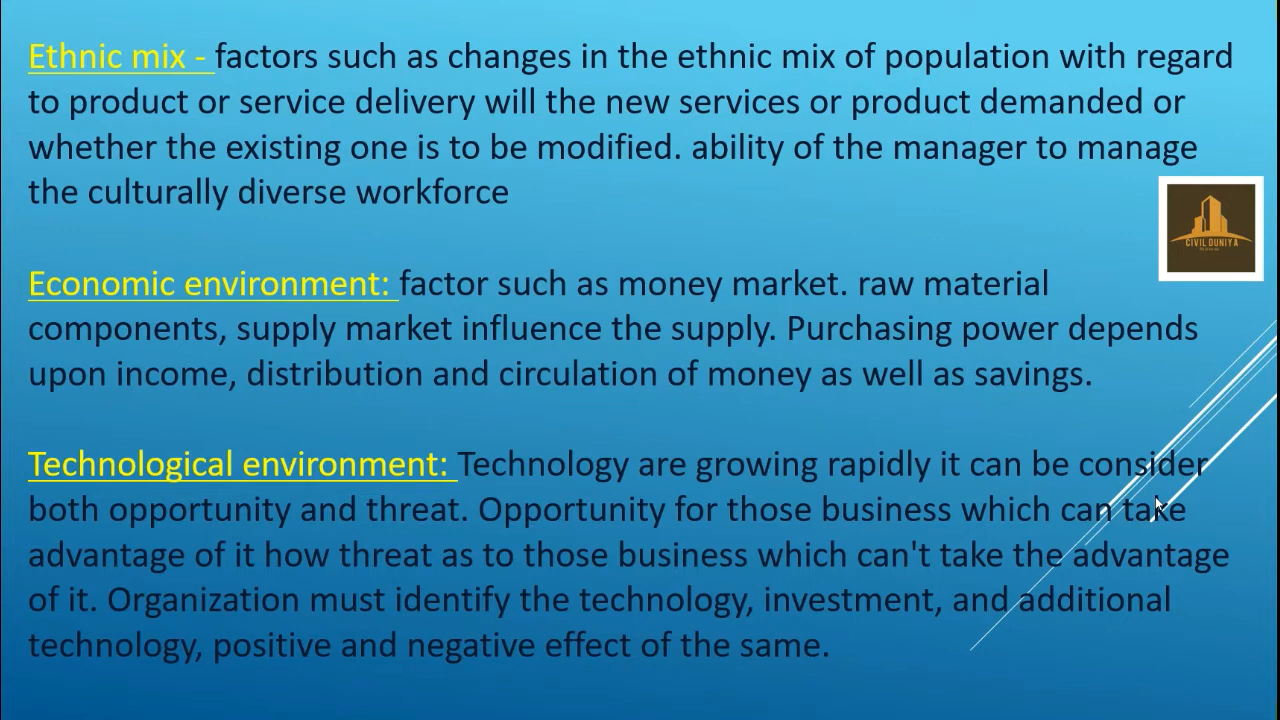 Ethnic mix - factors such as changes in the ethnic mix of population with regard
to product or service delivery will the new services or product demanded or
whether the existing one is to be modified. ability of the manager to manage
the culturally diverse workforce
CIVIL DUNIYA
Economic environment: factor such as money market. raw material
components, supply market influence the supply. Purchasing power depends
upon income, distribution and circulation of money as well as savings.
Technological environment: Technology are growing rapidly it can be consider
both opportunity and threat. Opportunity for those business which can take
advantage of it how threat as to those business which can't take the advantage
of it. Organization must identify the technology, investment, and additional
technology, positive and negative effect of the same.